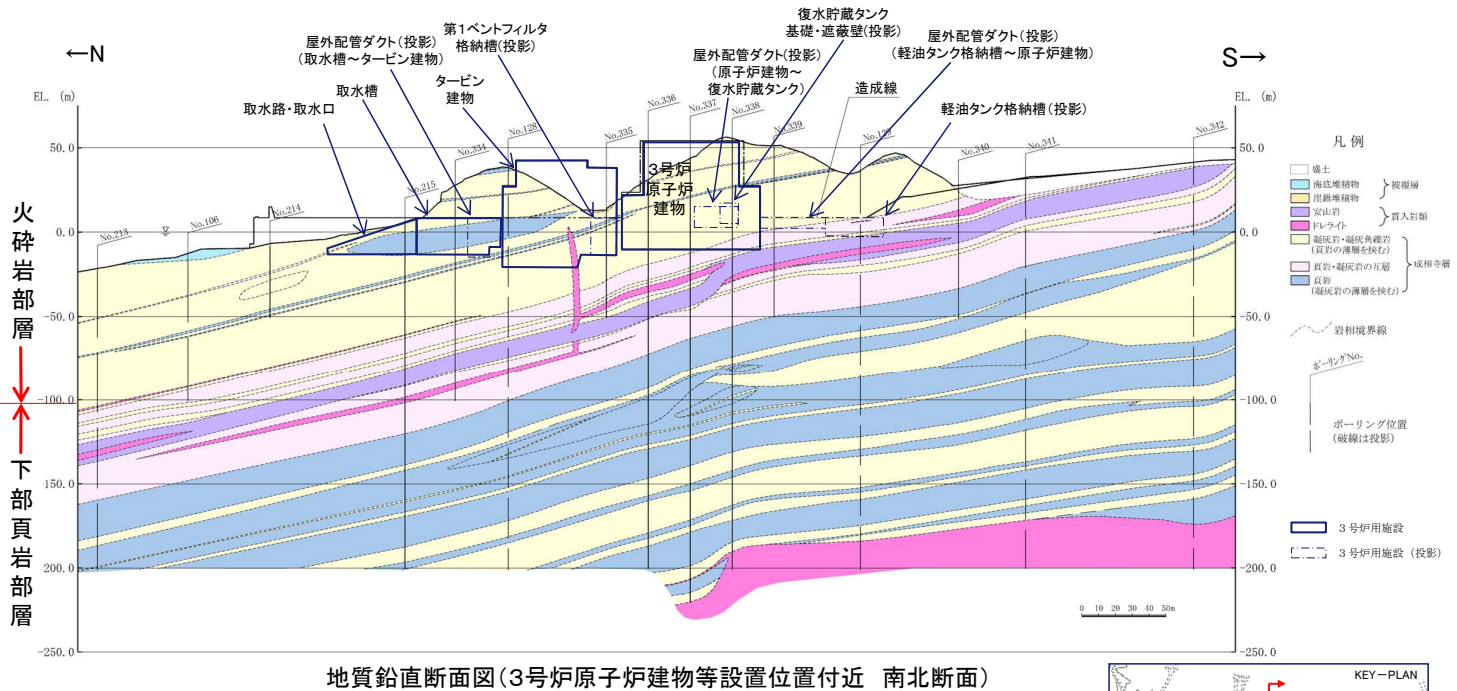 ←N
S→
EL. (m)
EL. (m)
屋外配管ダクト(投影)
(取水槽～タービン建物)
第1ベントフィルタ
格納槽(投影)
復水貯蔵タンク
基礎・遮蔽壁(投影)
屋外配管ダクト(投影)
(原子炉建物～
復水貯蔵タンク)
屋外配管ダクト(投影)
(軽油タンク格納槽～原子炉建物)
取水路・取水口
取水槽
タービン
建物
造成線
軽油タンク格納槽(投影)
3号炉
原子炉
建物
No.213
No.106
No.214
No.215
No.334
No.128
No.335
No.336
No.337
No.338
No.339
No.129
No.340
No.341
No.342
50.0
0.0
-50.0
-100.0
-150.0
-200.0
-250.0
50.0
0.0
-50.0
-100.0
-150.0
-200.0
-250.0
火砕岩部層
下部頁岩部層
凡例
盛土
海底堆積物
崖錐堆積物
被覆層
安山岩
ドレライト
貫入岩類
凝灰岩・凝灰角礫岩
(頁岩の薄層を挟む)
頁岩・凝灰岩の互層
頁岩
(凝灰岩の薄層を挟む)
成相寺層
岩相境界線
ボーリングNo.
ボーリング位置
(破線は投影)
3号炉用施設
3号炉用施設(投影)
0 10 20 30 40 50m
地質鉛直断面図(3号炉原子炉建物等設置位置付近 南北断面)
KEY-PLAN